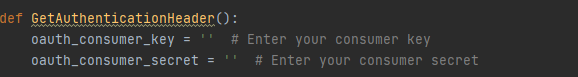 def GetAuthenticationHeader():
    oauth_consumer_key = ''  # Enter your consumer key
    oauth_consumer_secret = ''  # Enter your consumer secret